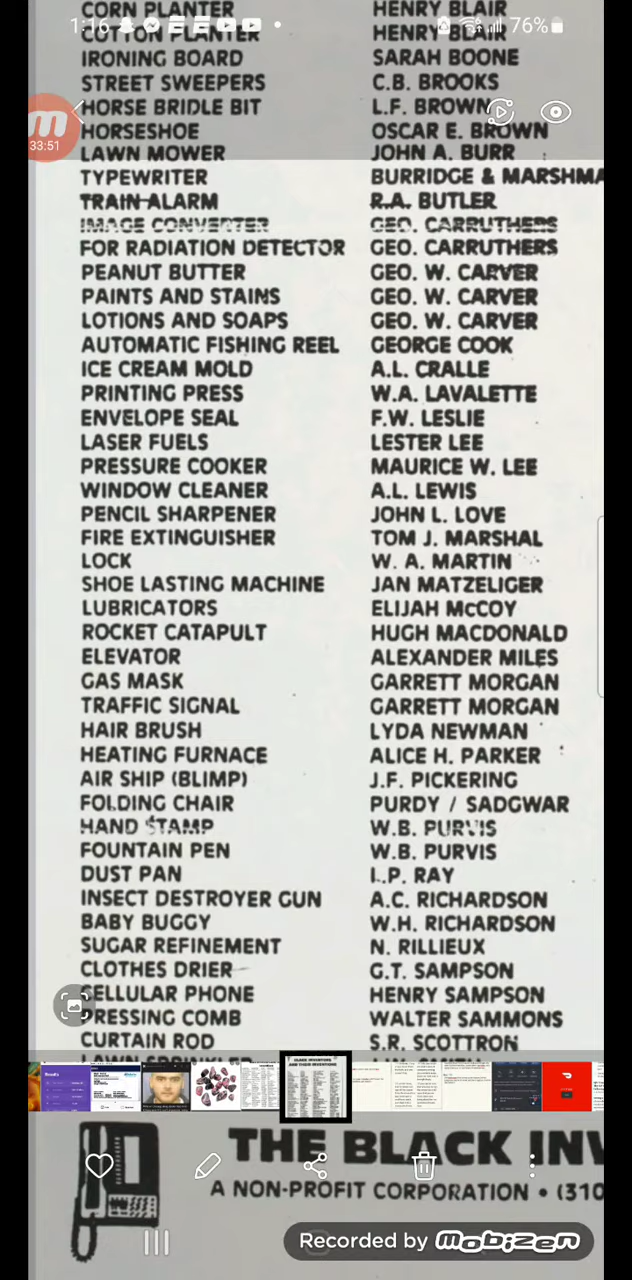 CORN PLANTER HENRY BLAIR
1:16 76%
COTTON PLANTER HENRY BLAIR
IRONING BOARD SARAH BOONE
STREET SWEEPERS C.B. BROOKS
HORSE BRIDLE BIT L.F. BROWN
HORSESHOE OSCAR E. BROWN
33:51
LAWN MOWER JOHN A. BURR
TYPEWRITER BURRIDGE & MARSHMA
TRAIN ALARM R.A. BUTLER
IMAGE CONVERTER GEO. CARRUTHERS
FOR RADIATION DETECTOR GEO. CARRUTHERS
PEANUT BUTTER GEO. W. CARVER
PAINTS AND STAINS GEO. W. CARVER
LOTIONS AND SOAPS GEO. W. CARVER
AUTOMATIC FISHING REEL GEORGE COOK
ICE CREAM MOLD A.L. CRALLE
PRINTING PRESS W.A. LAVALETTE
ENVELOPE SEAL F.W. LESLIE
LASER FUELS LESTER LEE
PRESSURE COOKER MAURICE W. LEE
WINDOW CLEANER A.L. LEWIS
PENCIL SHARPENER JOHN L. LOVE
FIRE EXTINGUISHER TOM J. MARSHAL
LOCK W. A. MARTIN
SHOE LASTING MACHINE JAN MATZELIGER
LUBRICATORS ELIJAH McCOY
ROCKET CATAPULT HUGH MACDONALD
ELEVATOR ALEXANDER MILES
GAS MASK GARRETT MORGAN
TRAFFIC SIGNAL GARRETT MORGAN
HAIR BRUSH LYDA NEWMAN
HEATING FURNACE ALICE H. PARKER
AIR SHIP (BLIMP) J.F. PICKERING
FOLDING CHAIR PURDY / SADGWAR
HAND STAMP W.B. PURVIS
FOUNTAIN PEN W.B. PURVIS
DUST PAN L.P. RAY
INSECT DESTROYER GUN A.C. RICHARDSON
BABY BUGGY W.H. RICHARDSON
SUGAR REFINEMENT N. RILLIEUX
CLOTHES DRIER G.T. SAMPSON
CELLULAR PHONE HENRY SAMPSON
PRESSING COMB WALTER SAMMONS
CURTAIN ROD S.R. SCOTTRON
LAWN SPRINKLER
THE BLACK INV
A NON-PROFIT CORPORATION • (310
Recorded by mobizen